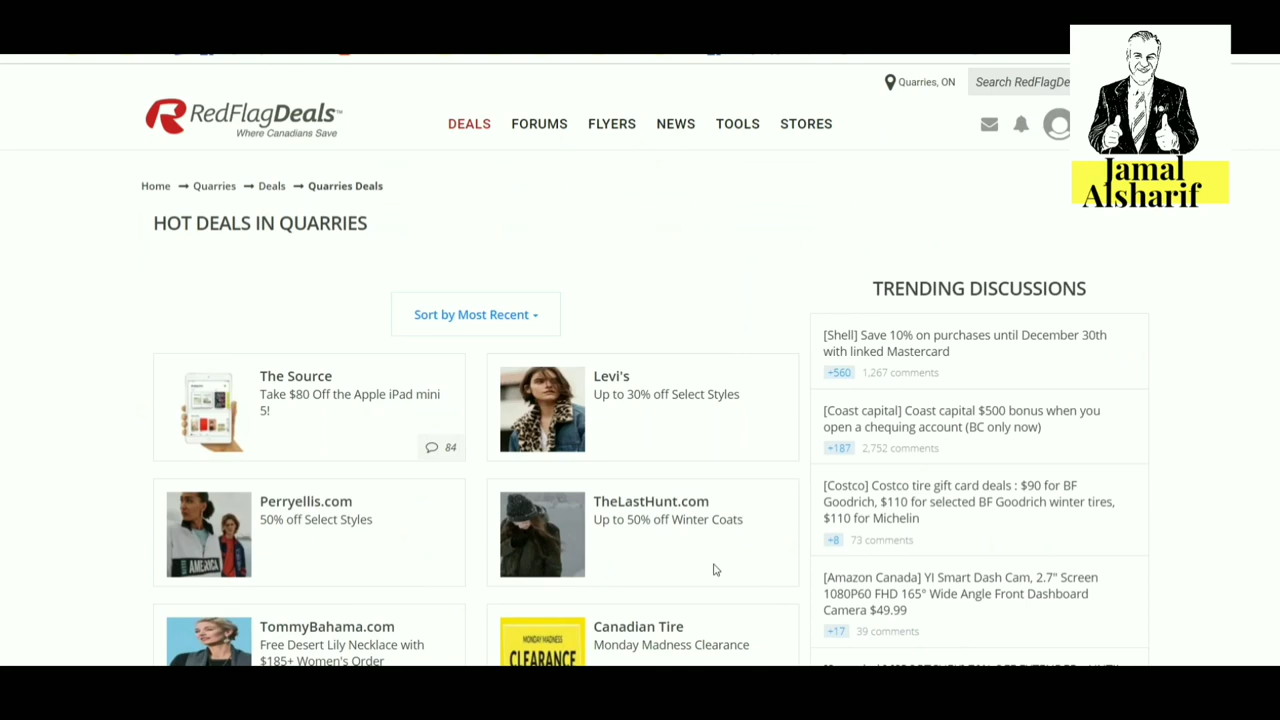 Quarries, ON
Search RedFlagDe
RedFlagDeals™
Where Canadians Save
DEALS FORUMS FLYERS NEWS TOOLS STORES
Jamal
Alsharif
Home → Quarries → Deals → Quarries Deals
HOT DEALS IN QUARRIES
Sort by Most Recent
The Source
Take $80 Off the Apple iPad mini
5!
84
Levi's
Up to 30% off Select Styles
Perryellis.com
50% off Select Styles
AMERICA
TheLastHunt.com
Up to 50% off Winter Coats
TommyBahama.com
Free Desert Lily Necklace with
$185+ Women's Order
MONDAY MADNESS
CLEARANCE
Canadian Tire
Monday Madness Clearance
TRENDING DISCUSSIONS
[Shell] Save 10% on purchases until December 30th
with linked Mastercard
+560 1,267 comments
[Coast capital] Coast capital $500 bonus when you
open a chequing account (BC only now)
+187 2,752 comments
[Costco] Costco tire gift card deals : $90 for BF
Goodrich, $110 for selected BF Goodrich winter tires,
$110 for Michelin
+8 73 comments
[Amazon Canada] YI Smart Dash Cam, 2.7" Screen
1080P60 FHD 165° Wide Angle Front Dashboard
Camera $49.99
+17 39 comments